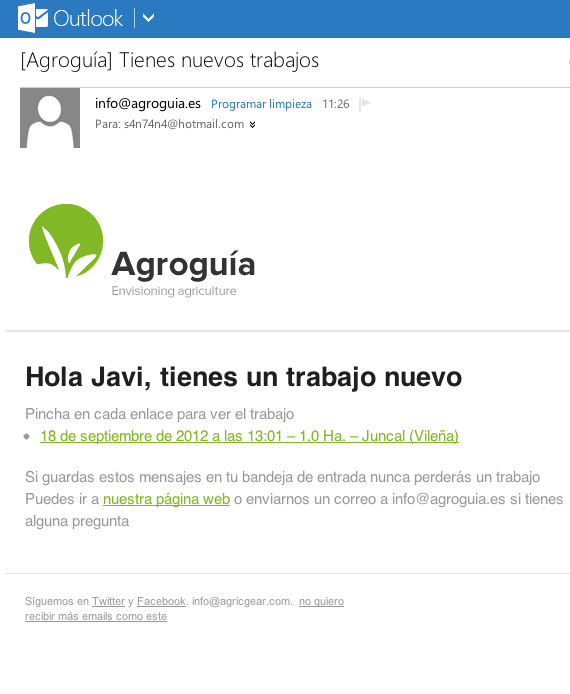 Outlook
[Agroguía] Tienes nuevos trabajos
info@agroguia.es Programar limpieza 11:26
Para: s4n74n4@hotmail.com
Agroguía
Envisioning agriculture
Hola Javi, tienes un trabajo nuevo
Pincha en cada enlace para ver el trabajo
18 de septiembre de 2012 a las 13:01 – 1.0 Ha. – Juncal (Vileña)
Si guardas estos mensajes en tu bandeja de entrada nunca perderás un trabajo
Puedes ir a nuestra página web o enviarnos un correo a info@agroguia.es si tienes
alguna pregunta
Síguemos en Twitter y Facebook. info@agricgear.com. no quiero
recibir más emails como este